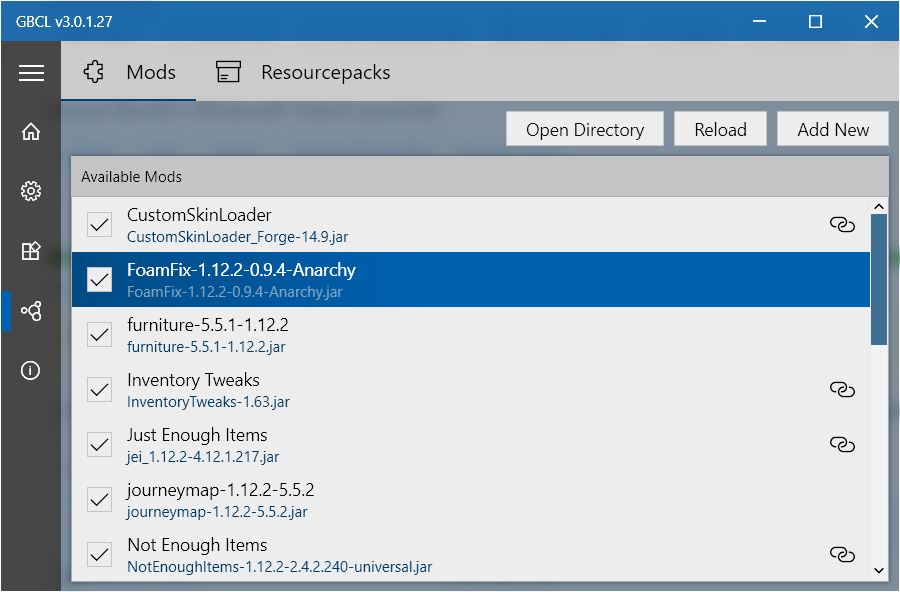 GBCL v3.0.1.27
Mods
Resourcepacks
Open Directory
Reload
Add New
Available Mods
CustomSkinLoader
CustomSkinLoader_Forge-14.9.jar
FoamFix-1.12.2-0.9.4-Anarchy
FoamFix-1.12.2-0.9.4-Anarchy.jar
furniture-5.5.1-1.12.2
furniture-5.5.1-1.12.2.jar
Inventory Tweaks
InventoryTweaks-1.63.jar
Just Enough Items
jei_1.12.2-4.12.1.217.jar
journeymap-1.12.2-5.5.2
journeymap-1.12.2-5.5.2.jar
Not Enough Items
NotEnoughItems-1.12.2-2.4.2.240-universal.jar